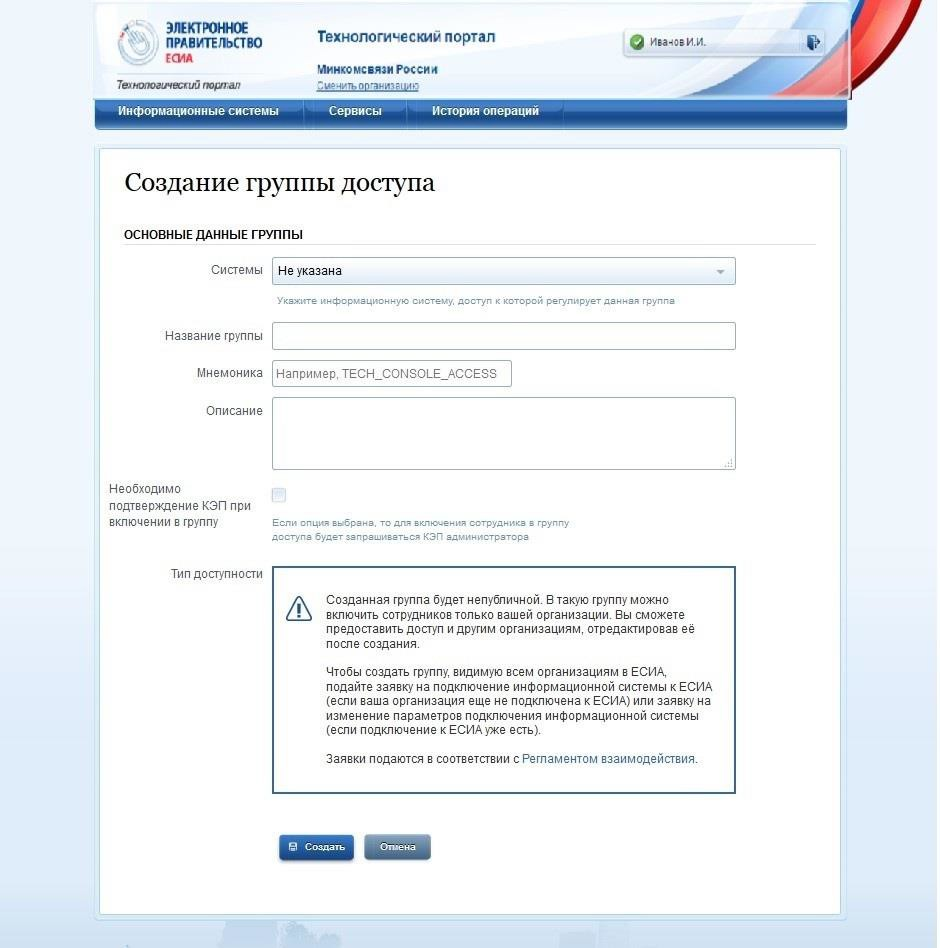 ЭЛЕКТРОННОЕ
ПРАВИТЕЛЬСТВО
ЕСИА
Технологический портал
Технологический портал
Минкомсвязи России
Сменить организацию
Иванов И.И.
Информационные системы
Сервисы
История операций
Создание группы доступа
ОСНОВНЫЕ ДАННЫЕ ГРУППЫ
Системы
Не указана
Укажите информационную систему, доступ к которой регулирует данная группа
Название группы
Мнемоника
Например, TECH_CONSOLE_ACCESS
Описание
Необходимо
подтверждение КЭП при
включении в группу
Если опция выбрана, то для включения сотрудника в группу
доступа будет запрашиваться КЭП администратора
Тип доступности
Созданная группа будет непубличной. В такую группу можно
включить сотрудников только вашей организации. Вы сможете
предоставить доступ и другим организациям, отредактировав её
после создания.
Чтобы создать группу, видимую всем организациям в ЕСИА,
подайте заявку на подключение информационной системы к ЕСИА
(если ваша организация еще не подключена к ЕСИА) или заявку на
изменение параметров подключения информационной системы
(если подключение к ЕСИА уже есть).
Заявки подаются в соответствии с Регламентом взаимодействия.
Создать
Отмена